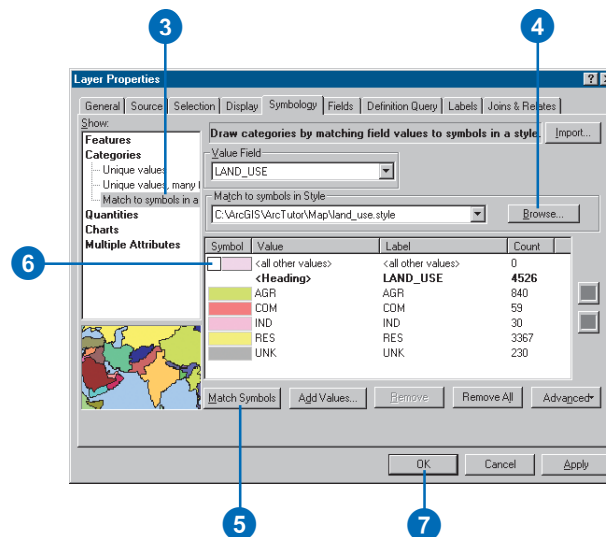 3
4
Layer Properties
General Source Selection Display Symbology Fields Definition Query Labels Joins & Relates
Show:
Features
Categories
Unique values
Unique values, many
Match to symbols in a
Quantities
Charts
Multiple Attributes
Draw categories by matching field values to symbols in a style.
Import...
Value Field
LAND_USE
Match to symbols in Style
C:\ArcGIS\ArcTutor\Map\land_use.style
Browse...
6
Symbol Value Label Count
<all other values> <all other values> 0
<Heading> LAND_USE 4526
AGR AGR 840
COM COM 59
IND IND 30
RES RES 3367
UNK UNK 230
Match Symbols Add Values... Remove Remove All Advanced
OK Cancel Apply
5
7